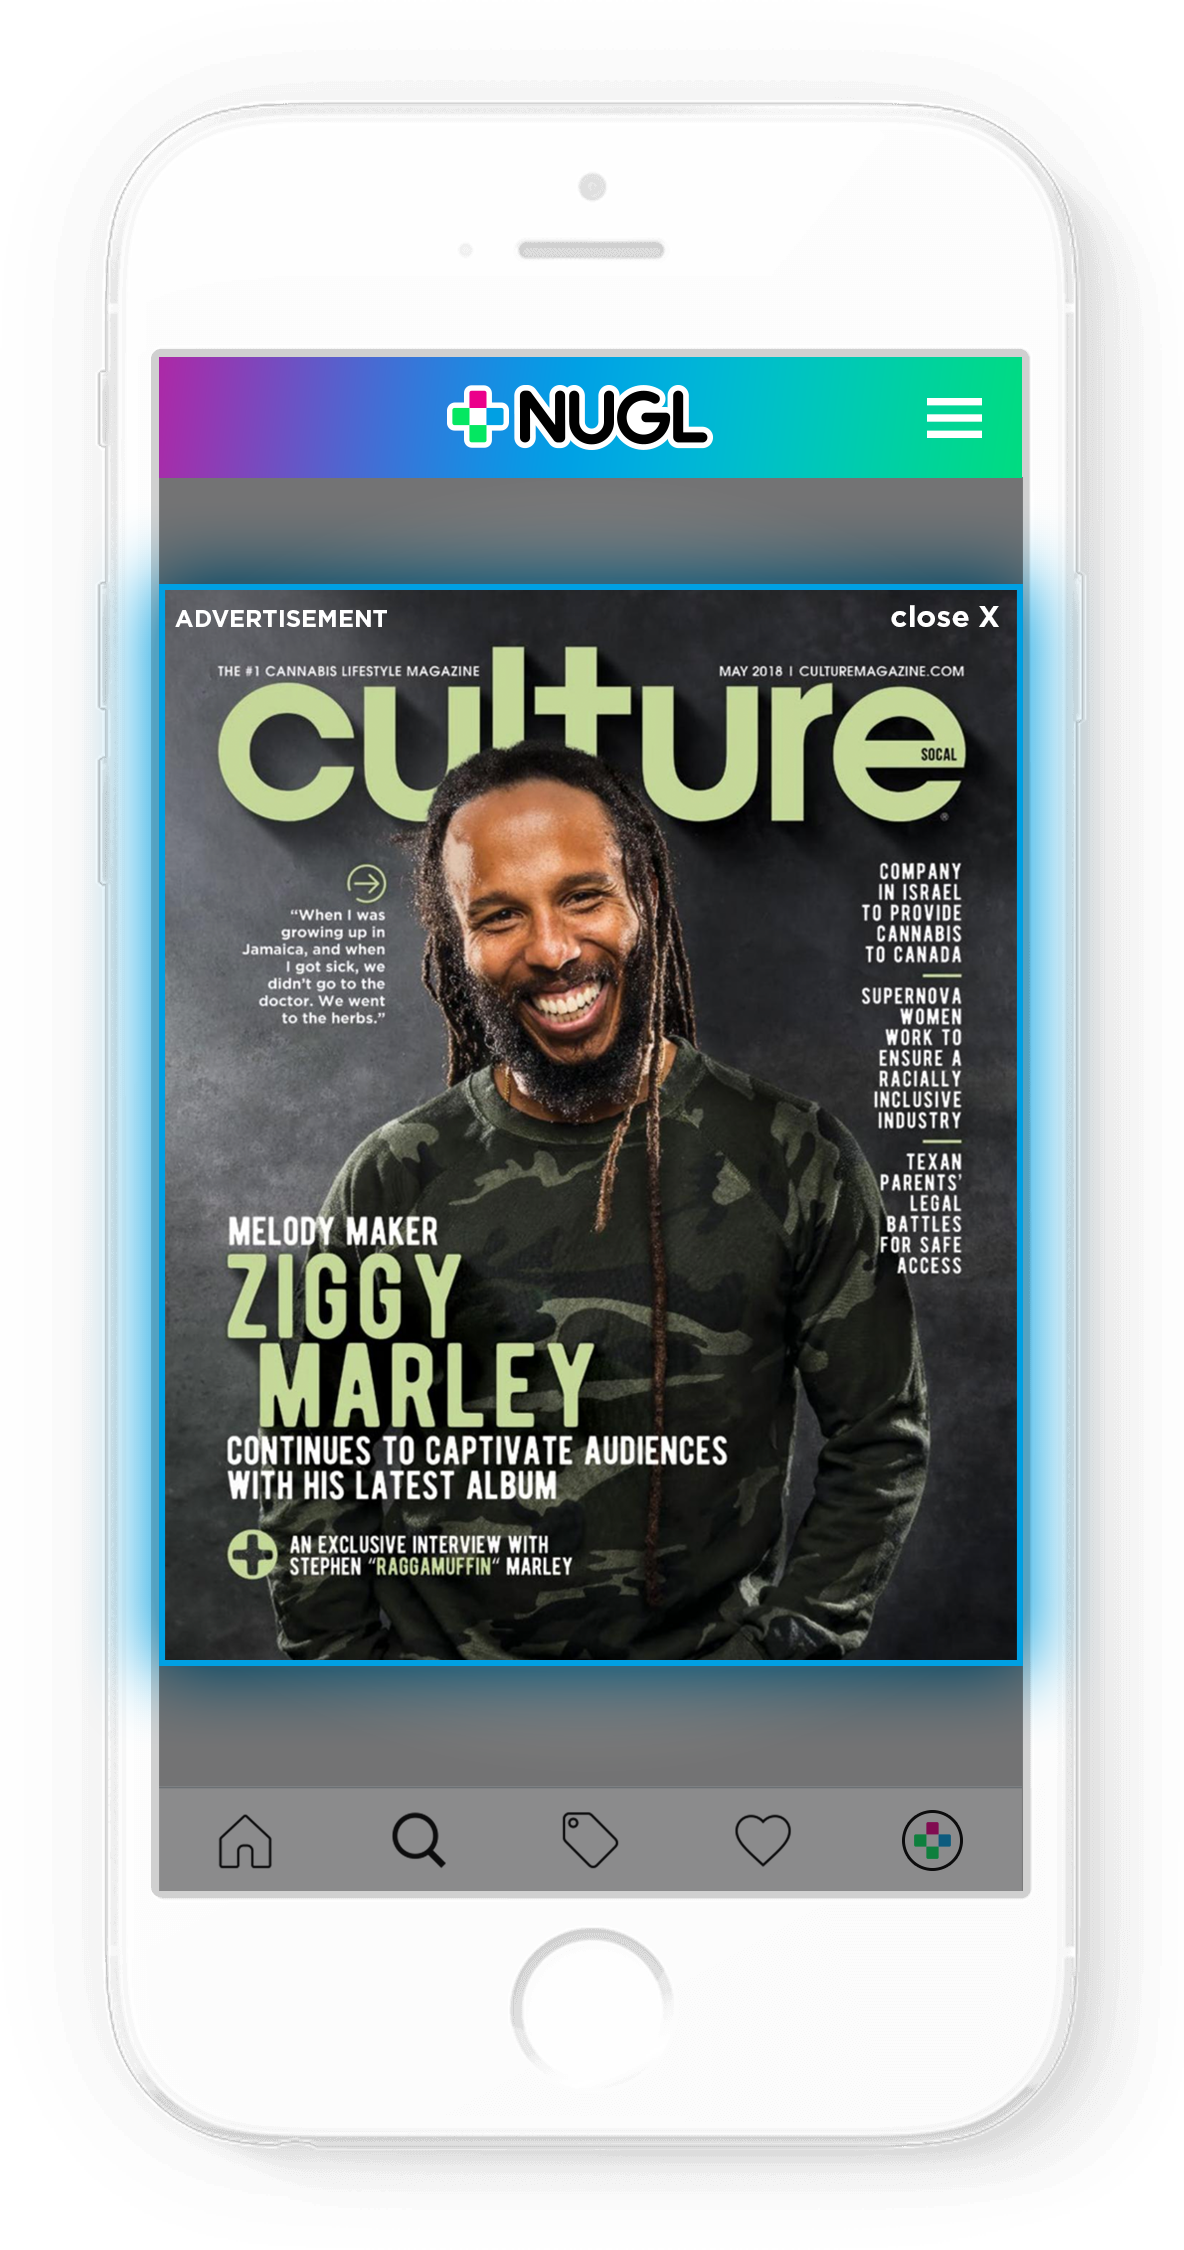 NUGL
ADVERTISEMENT
close X
THE #1 CANNABIS LIFESTYLE MAGAZINE
MAY 2018 | CULTUREMAGAZINE.COM
culture
SOCAL
®
“When I was
growing up in
Jamaica, and when
I got sick, we
didn’t go to the
doctor. We went
to the herbs.”
COMPANY
IN ISRAEL
TO PROVIDE
CANNABIS
TO CANADA
SUPERNOVA
WOMEN
WORK TO
ENSURE A
RACIALLY
INCLUSIVE
INDUSTRY
TEXAN
PARENTS’
LEGAL
BATTLES
FOR SAFE
ACCESS
MELODY MAKER
ZIGGY
MARLEY
CONTINUES TO CAPTIVATE AUDIENCES
WITH HIS LATEST ALBUM
AN EXCLUSIVE INTERVIEW WITH
STEPHEN “RAGGAMUFFIN“ MARLEY